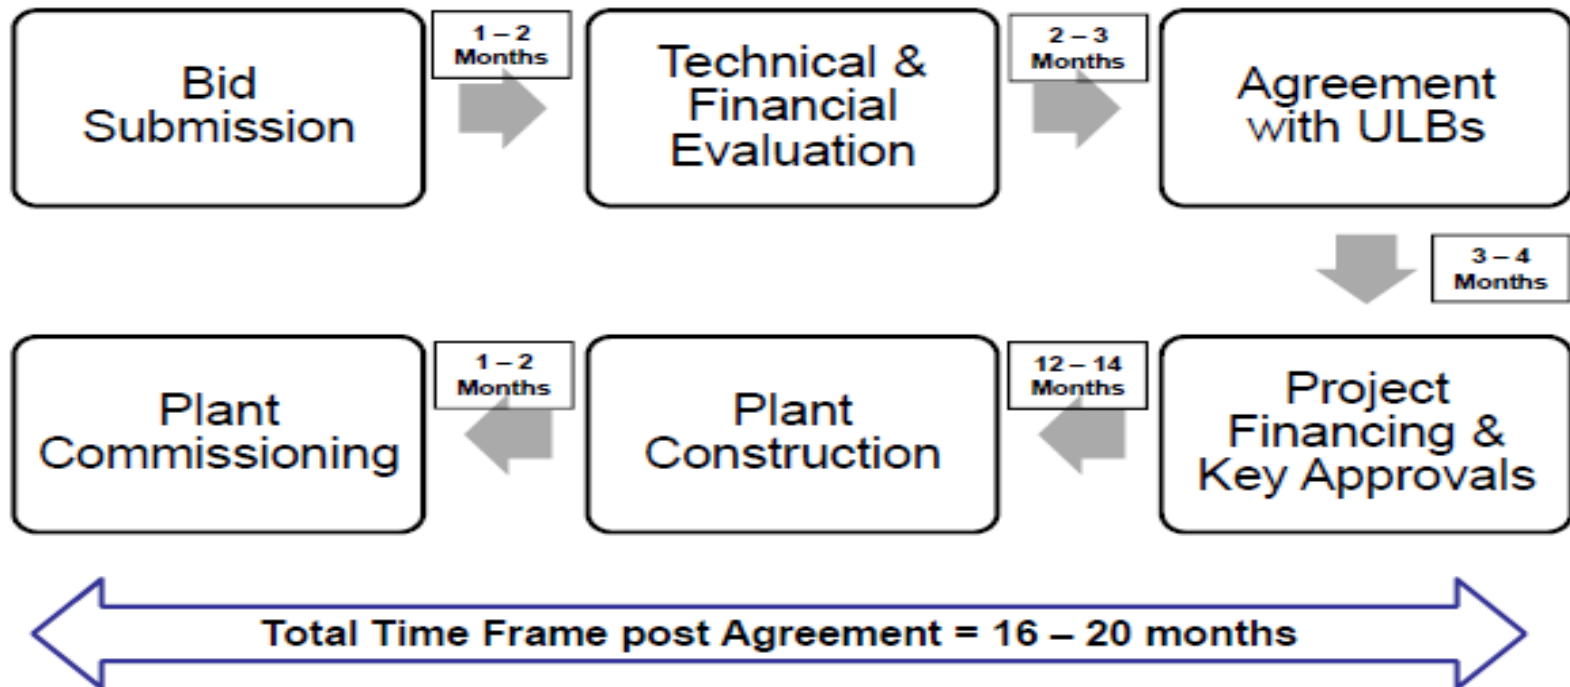 Bid
Submission
1 – 2
Months
Technical &
Financial
Evaluation
2 – 3
Months
Agreement
with ULBs
3 – 4
Months
Project
Financing &
Key Approvals
12 – 14
Months
Plant
Construction
1 – 2
Months
Plant
Commissioning
Total Time Frame post Agreement = 16 – 20 months